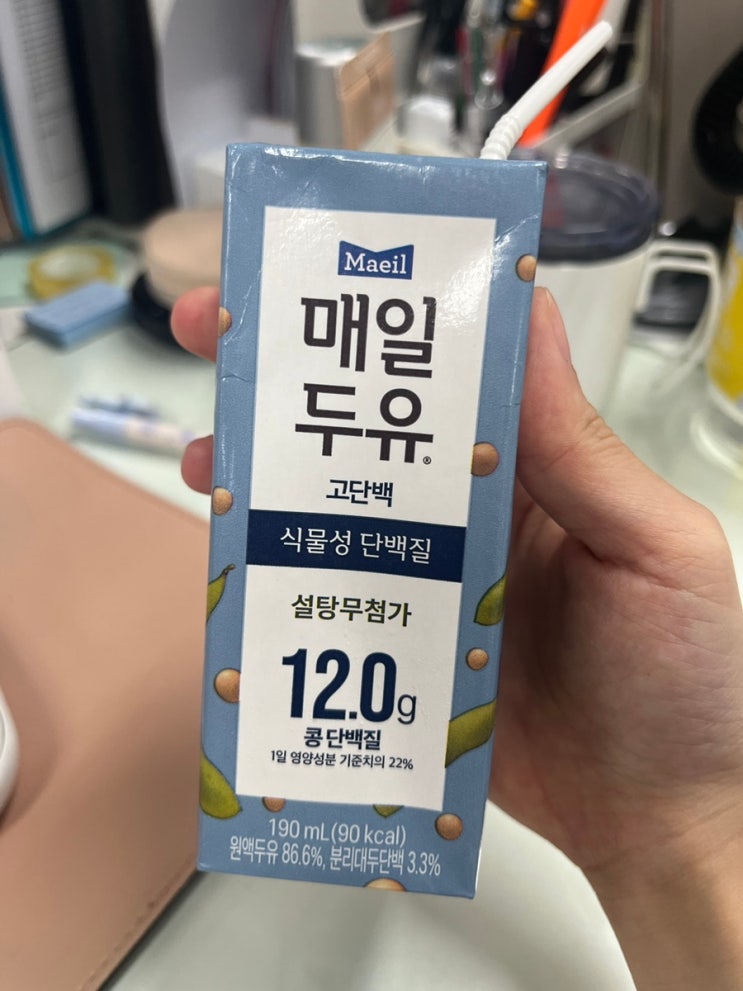 Maeil
매일
두유®
고단백
식물성 단백질
설탕무첨가
12.0g
콩단백질
1일 영양성분 기준치의 22%
190 mL(90 kcal)
원액두유 86.6%, 분리대두단백 3.3%